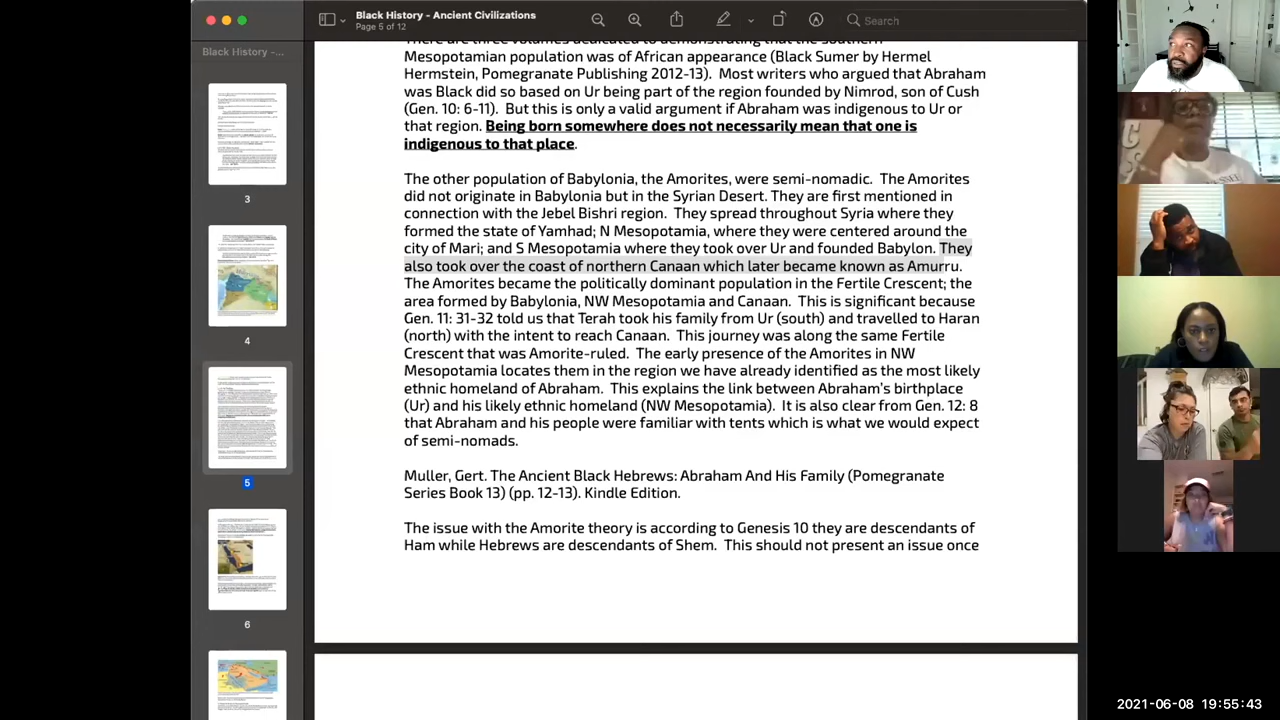 Black History - Ancient Civilizations
Page 5 of 12
Search
Black History -...
3
4
5
6
There are three volumes dedicated to demonstrating that the southern
Mesopotamian population was of African appearance (Black Sumer by Hermel
Hermstein, Pomegranate Publishing 2012-13). Most writers who argued that Abraham
was Black did so based on Ur being part of the region founded by Nimrod, son of Cush
(Gen. 10: 6-11). But this is only a valid argument if Abraham was indigenous to Ur or
that region. Being born somewhere does not necessarily mean that one is
indigenous to that place.
The other population of Babylonia, the Amorites, were semi-nomadic. The Amorites
did not originate in Babylonia but in the Syrian Desert. They are first mentioned in
connection with the Jebel Bishri region. They spread throughout Syria where they
formed the state of Yamhad; N Mesopotamia, where they were centered around the
city of Mari; and S Mesopotamia where they took over Ur and founded Babylon. They
also took over the coast of northern Canaan which later became known as Amurru.
The Amorites became the politically dominant population in the Fertile Crescent; the
area formed by Babylonia, NW Mesopotamia and Canaan. This is significant because
Gen. 11: 31-32 told us that Terah took his family from Ur (south) and travelled to Haran
(north) with the intent to reach Canaan. This journey was along the same Fertile
Crescent that was Amorite-ruled. The early presence of the Amorites in NW
Mesopotamia locates them in the region we have already identified as the most likely
ethnic homeland of Abraham. This explains the link between Abraham's birthplace
(Ur) and his likely ethnic homeland (NW Mesopotamia). It is also clear from Gen. 12: 8
that Abraham and his people were familiar with tents which is what we would expect
of semi-nomads.
Muller, Gert. The Ancient Black Hebrews: Abraham And His Family (Pomegranate
Series Book 13) (pp. 12-13). Kindle Edition.
The issue with the Amorite theory is according to Genesis 10 they are descendants of
Ham while Hebrews are descendants of Shem. This should not present an issue once
2021-06-08 19:55:43